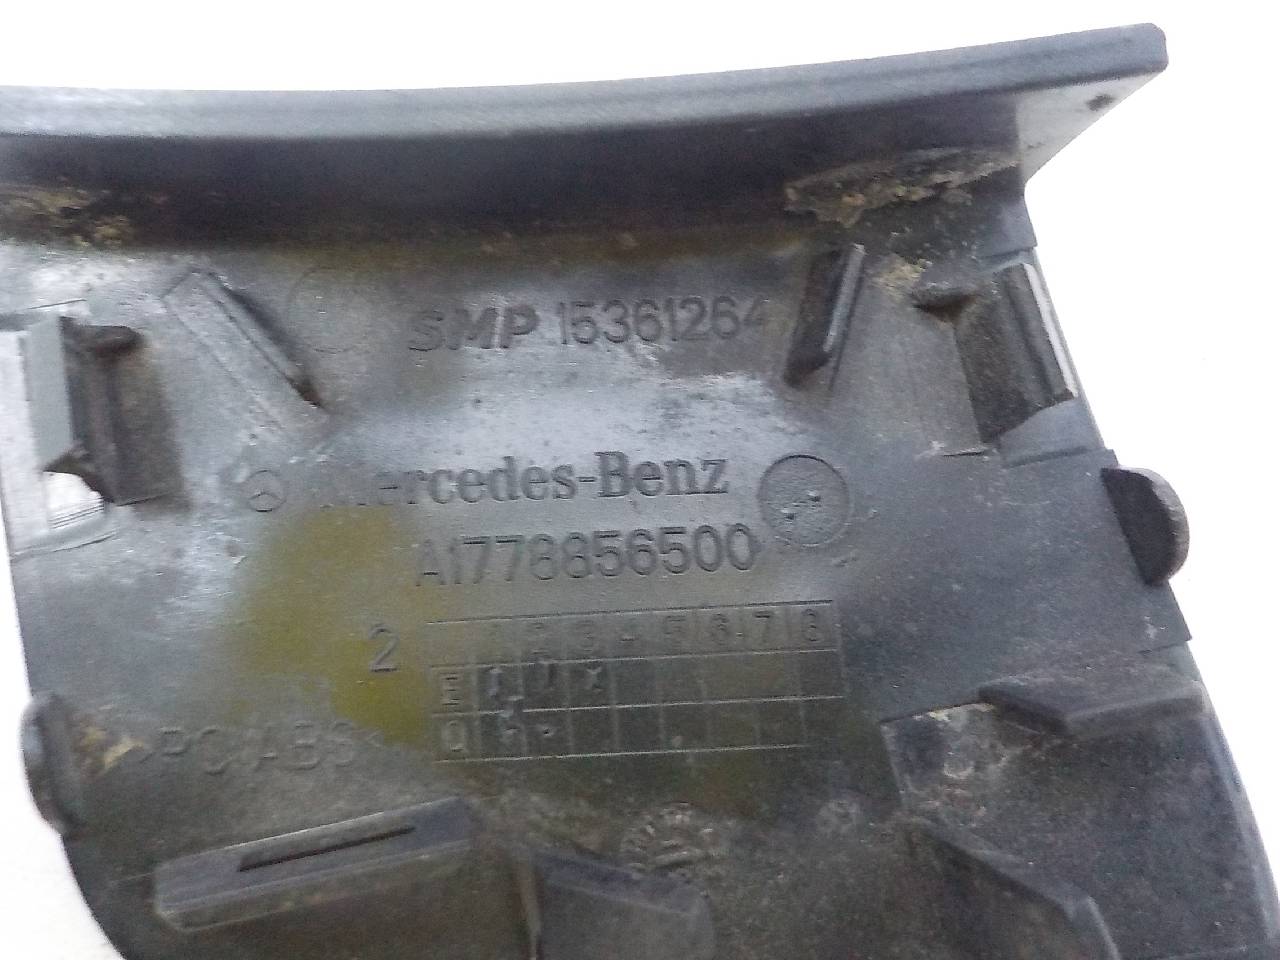 SMP 15361264
Mercedes-Benz
A1778856500
2 1 2 3 4 5 6 7 8
E
Q
>PC/ABS<